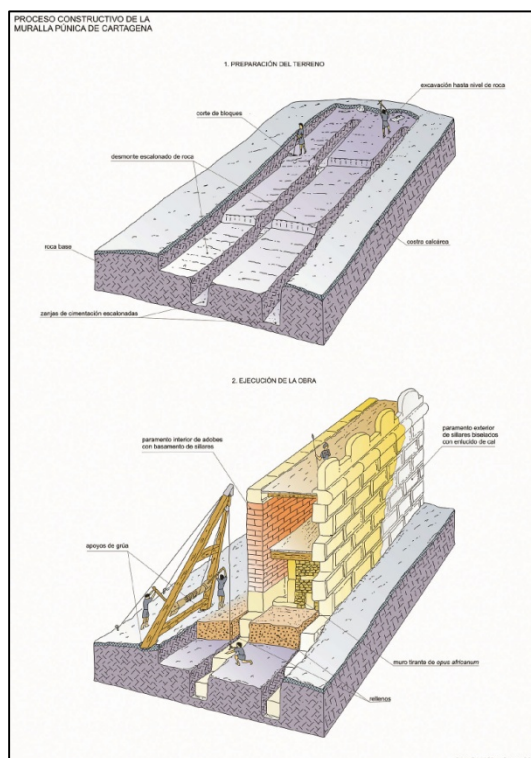 PROCESO CONSTRUCTIVO DE LA
MURALLA PÚNICA DE CARTAGENA
1. PREPARACIÓN DEL TERRENO
excavación hasta nivel de roca
corte de bloques
desmonte escalonado de roca
roca base
costra calcárea
zanjas de cimentación escalonadas
2. EJECUCIÓN DE LA OBRA
paramento interior de adobes
con basamento de sillares
paramento exterior
de sillares biselados
con enlucido de cal
apoyos de grúa
muro tirante de opus africanum
rellenos